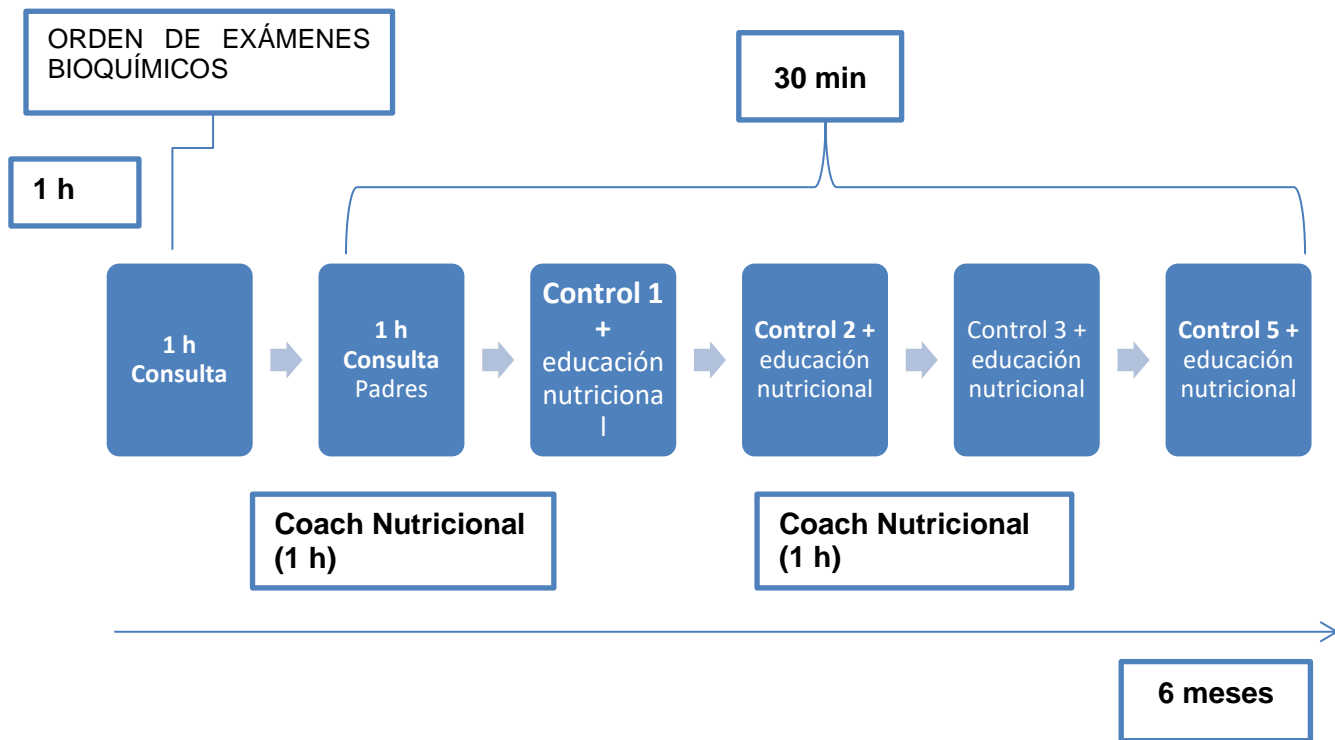 ORDEN DE EXÁMENES
BIOQUÍMICOS
30 min
1 h
1 h
Consulta
1 h
Consulta
Padres
Control 1
+
educación
nutriciona
l
Control 2 +
educación
nutricional
Control 3 +
educación
nutricional
Control 5 +
educación
nutricional
Coach Nutricional
(1 h)
Coach Nutricional
(1 h)
6 meses